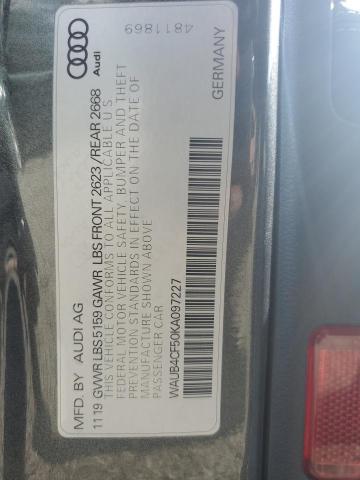 MFD. BY AUDI AG
Audi
11 19 GVWR LBS 5159 GAWR LBS FRONT 2623 / REAR 2668
THIS VEHICLE CONFORMS TO ALL APPLICABLE U S
FEDERAL MOTOR VEHICLE SAFETY, BUMPER AND THEFT
PREVENTION STANDARDS IN EFFECT ON THE DATE OF
MANUFACTURE SHOWN ABOVE
PASSENGER CAR
WAUB4CF50KA097227
4811869
GERMANY